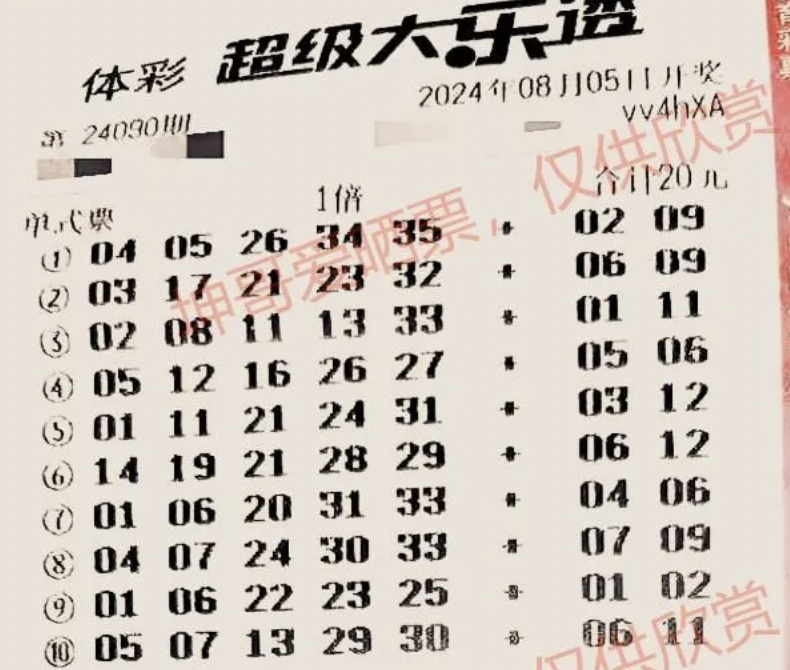 体彩 超级大乐透
2024年08月05日开奖
第 24090期 vv4hXA
单式票 1倍 合计20元
① 04 05 26 34 35 + 02 09
② 03 17 21 23 32 + 06 09
③ 02 08 11 13 33 + 01 11
④ 05 12 16 26 27 + 05 06
⑤ 01 11 21 24 31 + 03 12
⑥ 14 19 21 28 29 + 06 12
⑦ 01 06 20 31 33 + 04 06
⑧ 04 07 24 30 33 + 07 09
⑨ 01 06 22 23 25 + 01 02
⑩ 05 07 13 29 30 + 06 11
坤哥爱晒票，仅供欣赏
仅供欣赏